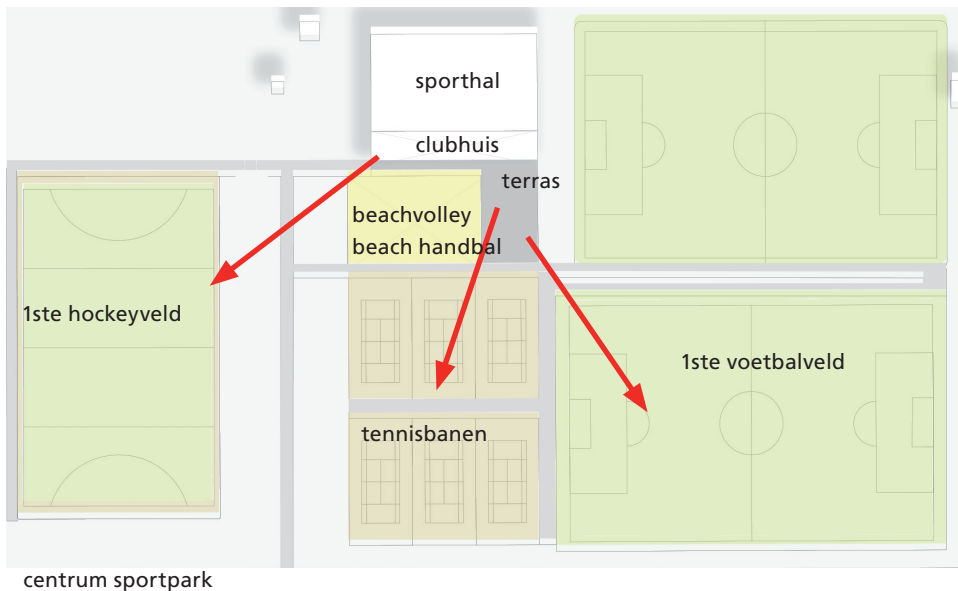 sporthal
clubhuis
terras
beachvolley
beach handbal
1ste hockeyveld
1ste voetbalveld
tennisbanen
centrum sportpark